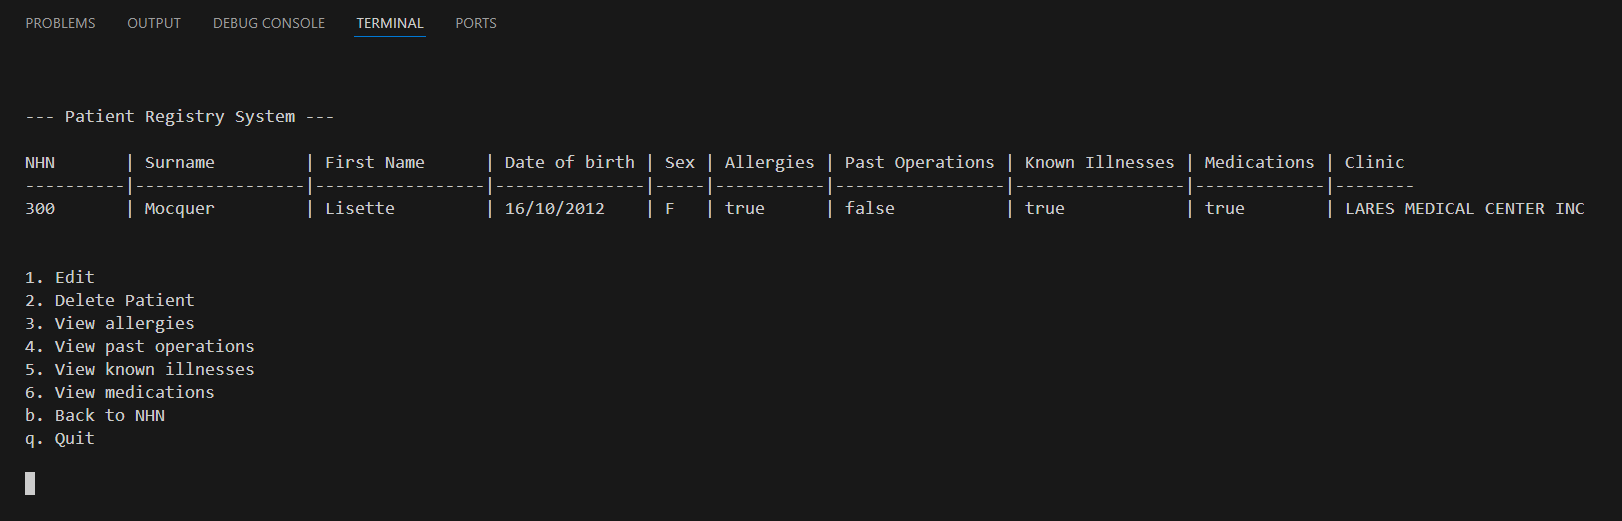 PROBLEMS OUTPUT DEBUG CONSOLE TERMINAL PORTS
--- Patient Registry System ---
NHN       | Surname         | First Name      | Date of birth | Sex | Allergies | Past Operations | Known Illnesses | Medications | Clinic
----------|-----------------|-----------------|---------------|-----|-----------|-----------------|-----------------|-------------|--------
300       | Mocquer         | Lisette         | 16/10/2012    | F   | true      | false           | true            | true        | LARES MEDICAL CENTER INC
1. Edit
2. Delete Patient
3. View allergies
4. View past operations
5. View known illnesses
6. View medications
b. Back to NHN
q. Quit